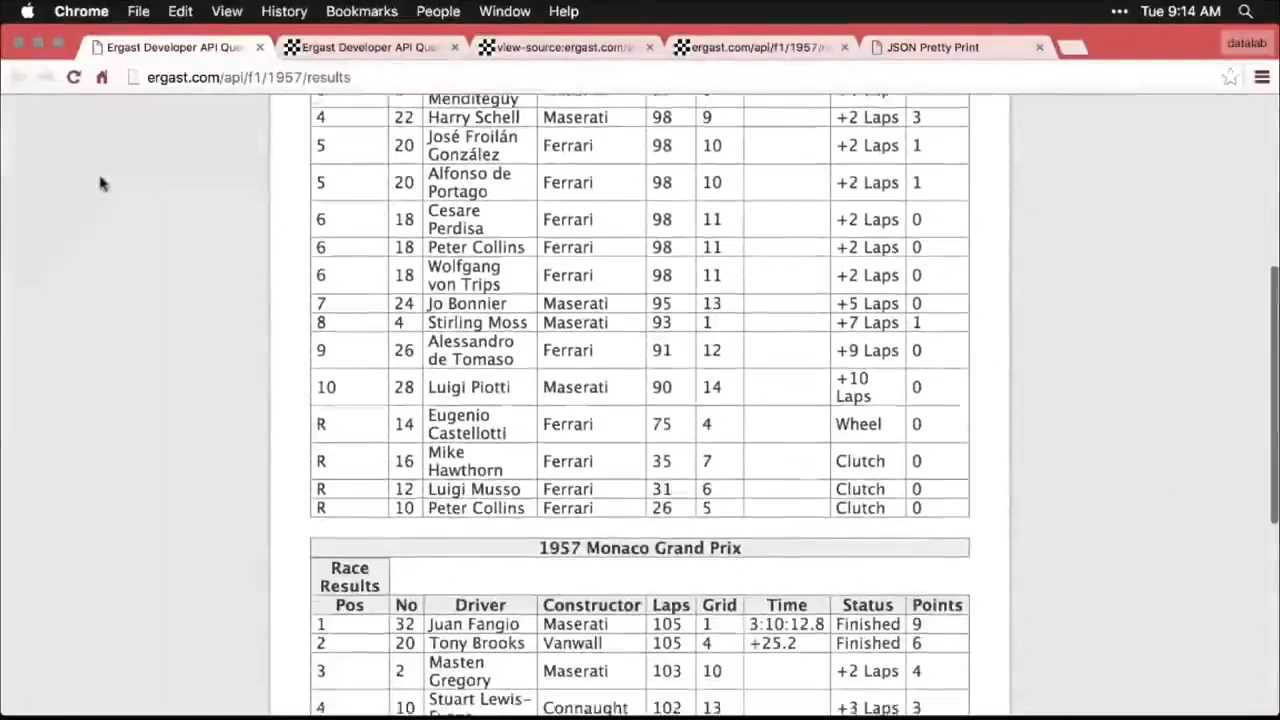 Chrome File Edit View History Bookmarks People Window Help ••• Tue 9:14 AM
Ergast Developer API Que × Ergast Developer API Que × view-source:ergast.com/a × ergast.com/api/f1/1957/r × JSON Pretty Print × datalab
ergast.com/api/f1/1957/results
Menditeguy
4 22 Harry Schell Maserati 98 9 +2 Laps 3
José Froilán
5 20 González Ferrari 98 10 +2 Laps 1
Alfonso de
5 20 Portago Ferrari 98 10 +2 Laps 1
Cesare
6 18 Perdisa Ferrari 98 11 +2 Laps 0
6 18 Peter Collins Ferrari 98 11 +2 Laps 0
Wolfgang
6 18 von Trips Ferrari 98 11 +2 Laps 0
7 24 Jo Bonnier Maserati 95 13 +5 Laps 0
8 4 Stirling Moss Maserati 93 1 +7 Laps 1
Alessandro
9 26 de Tomaso Ferrari 91 12 +9 Laps 0
+10
10 28 Luigi Piotti Maserati 90 14 Laps 0
Eugenio
R 14 Castellotti Ferrari 75 4 Wheel 0
Mike
R 16 Hawthorn Ferrari 35 7 Clutch 0
R 12 Luigi Musso Ferrari 31 6 Clutch 0
R 10 Peter Collins Ferrari 26 5 Clutch 0
1957 Monaco Grand Prix
Race
Results
Pos No Driver Constructor Laps Grid Time Status Points
1 32 Juan Fangio Maserati 105 1 3:10:12.8 Finished 9
2 20 Tony Brooks Vanwall 105 4 +25.2 Finished 6
Masten
3 2 Gregory Maserati 103 10 +2 Laps 4
Stuart Lewis-
4 10 Connaught 102 13 +3 Laps 3